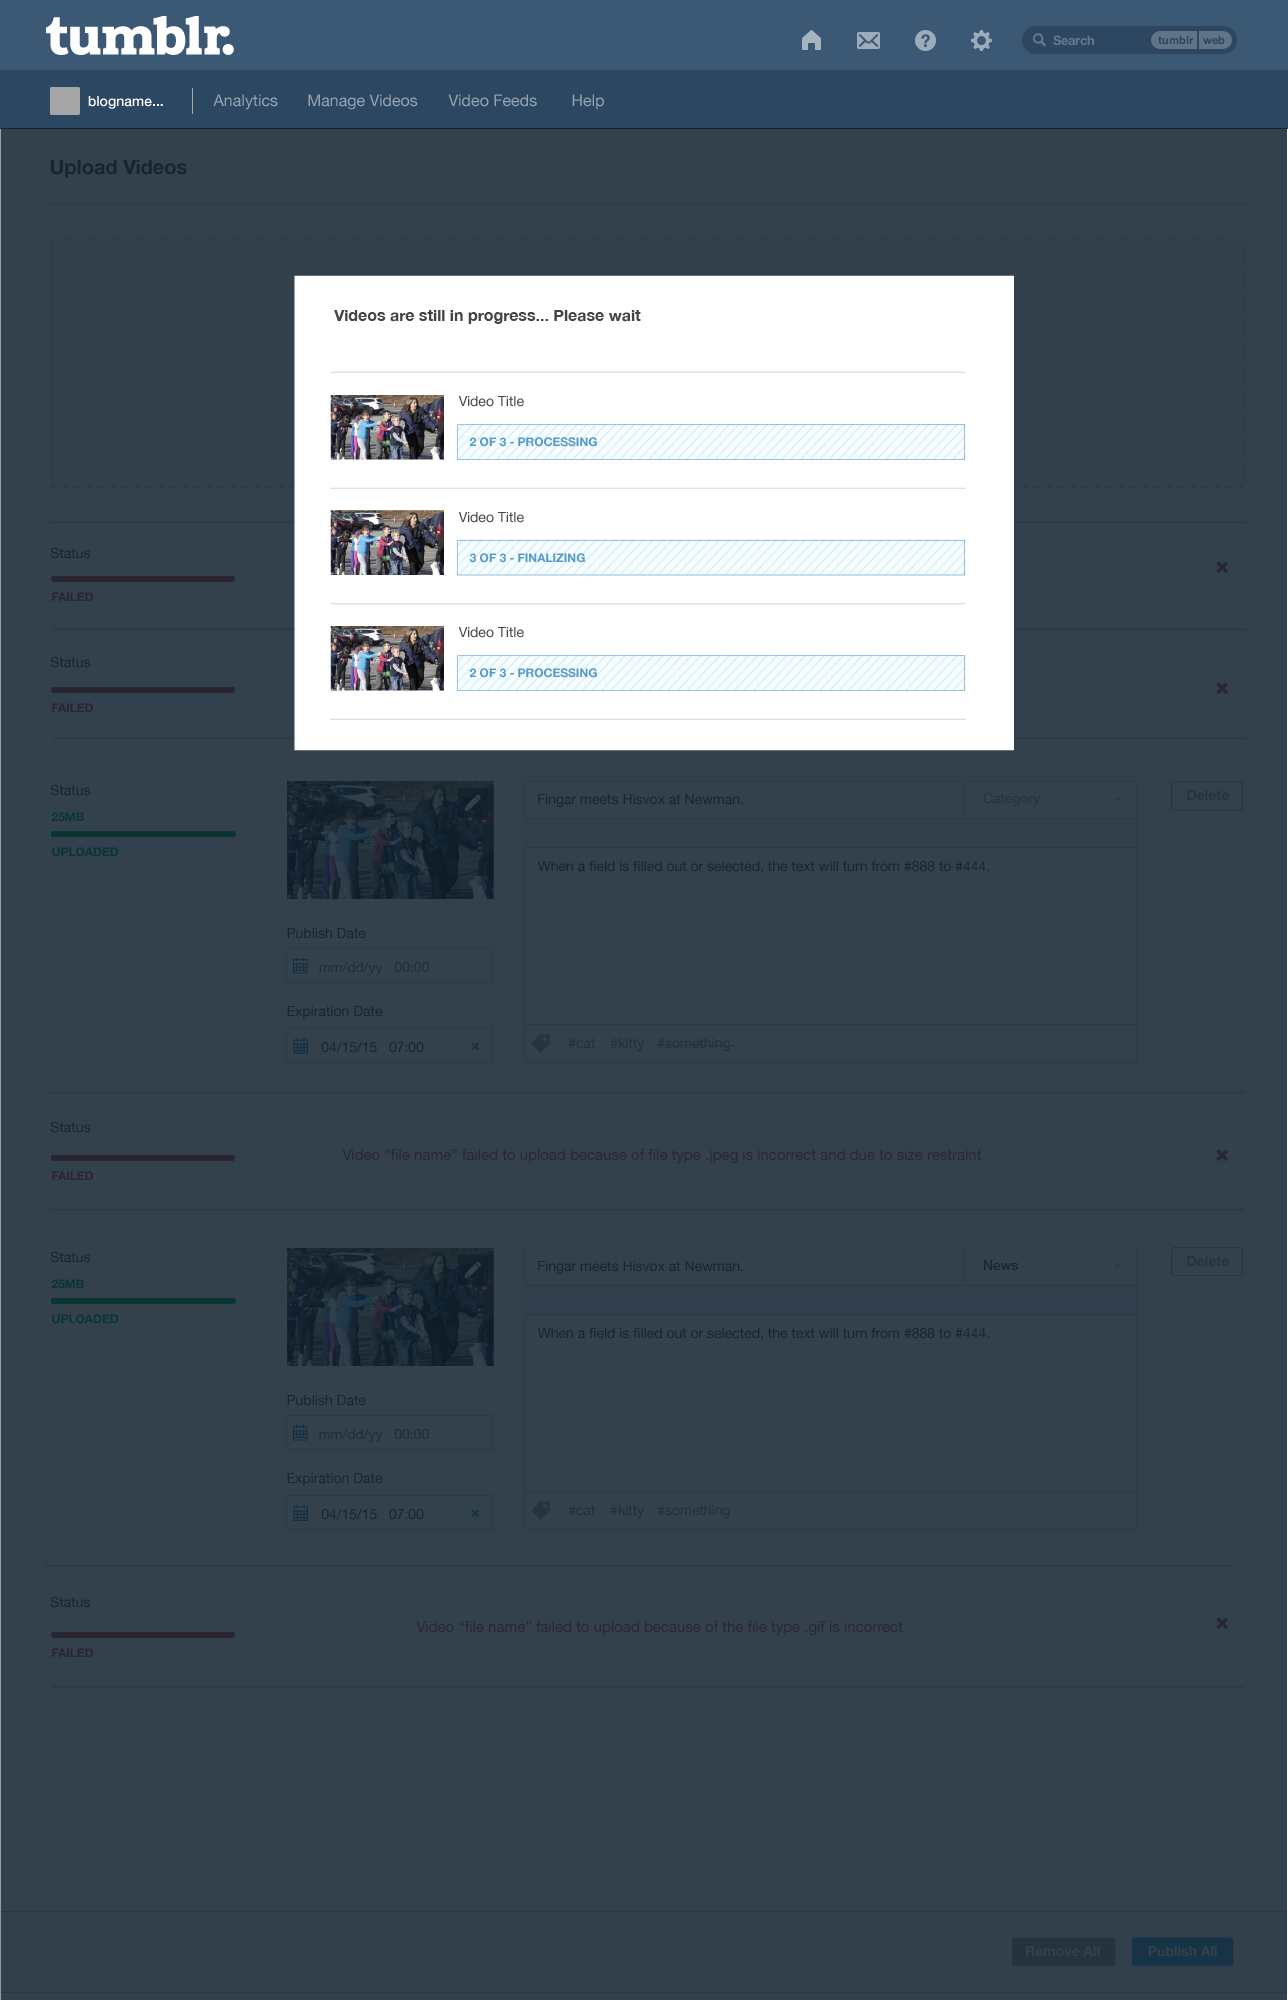 tumblr.
Search
tumblr web
blogname...
Analytics
Manage Videos
Video Feeds
Help
Upload Videos
Videos are still in progress... Please wait
Video Title
2 OF 3 - PROCESSING
Video Title
3 OF 3 - FINALIZING
Video Title
2 OF 3 - PROCESSING
Status
FAILED
Status
FAILED
Status
25MB
UPLOADED
Fingar meets Hisvox at Newman.
Category
Delete
When a field is filled out or selected, the text will turn from #888 to #444.
Publish Date
mm/dd/yy 00:00
Expiration Date
04/15/15 07:00
#cat #kitty #something
Status
FAILED
Video “file name” failed to upload because of file type .jpeg is incorrect and due to size restraint
Status
25MB
UPLOADED
Fingar meets Hisvox at Newman.
News
Delete
When a field is filled out or selected, the text will turn from #888 to #444.
Publish Date
mm/dd/yy 00:00
Expiration Date
04/15/15 07:00
#cat #kitty #something
Status
FAILED
Video “file name” failed to upload because of the file type .gif is incorrect
Remove All
Publish All